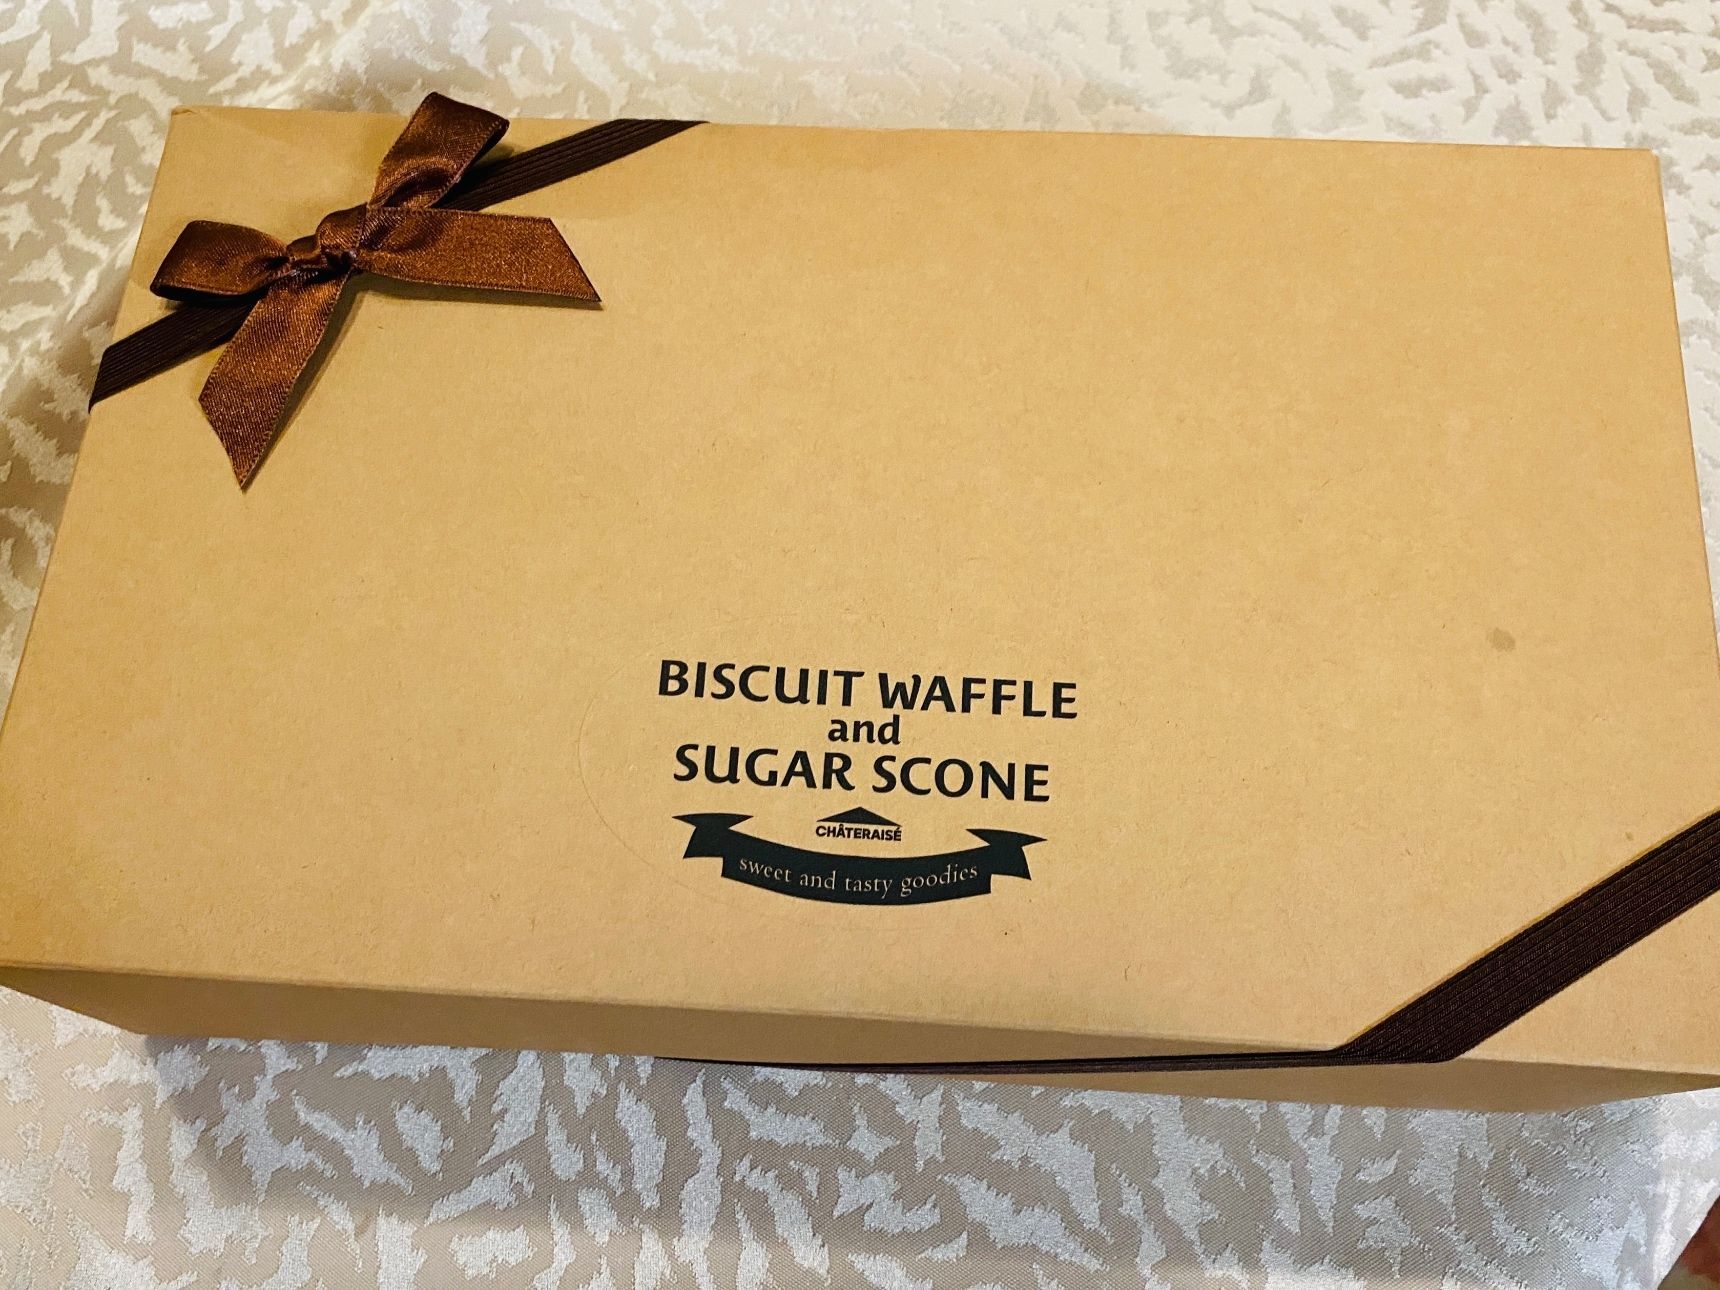 BISCUIT WAFFLE
and
SUGAR SCONE
CHÂTERAISÉ
sweet and tasty goodies